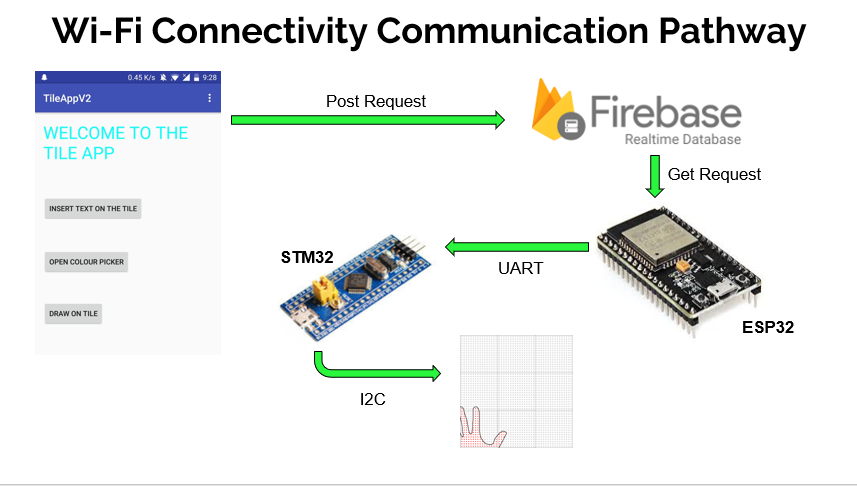 Wi-Fi Connectivity Communication Pathway
0.45 K/s 9:28
TileAppV2
WELCOME TO THE
TILE APP
INSERT TEXT ON THE TILE
OPEN COLOUR PICKER
DRAW ON TILE
Post Request
Firebase
Realtime Database
Get Request
STM32
UART
ESP32
I2C